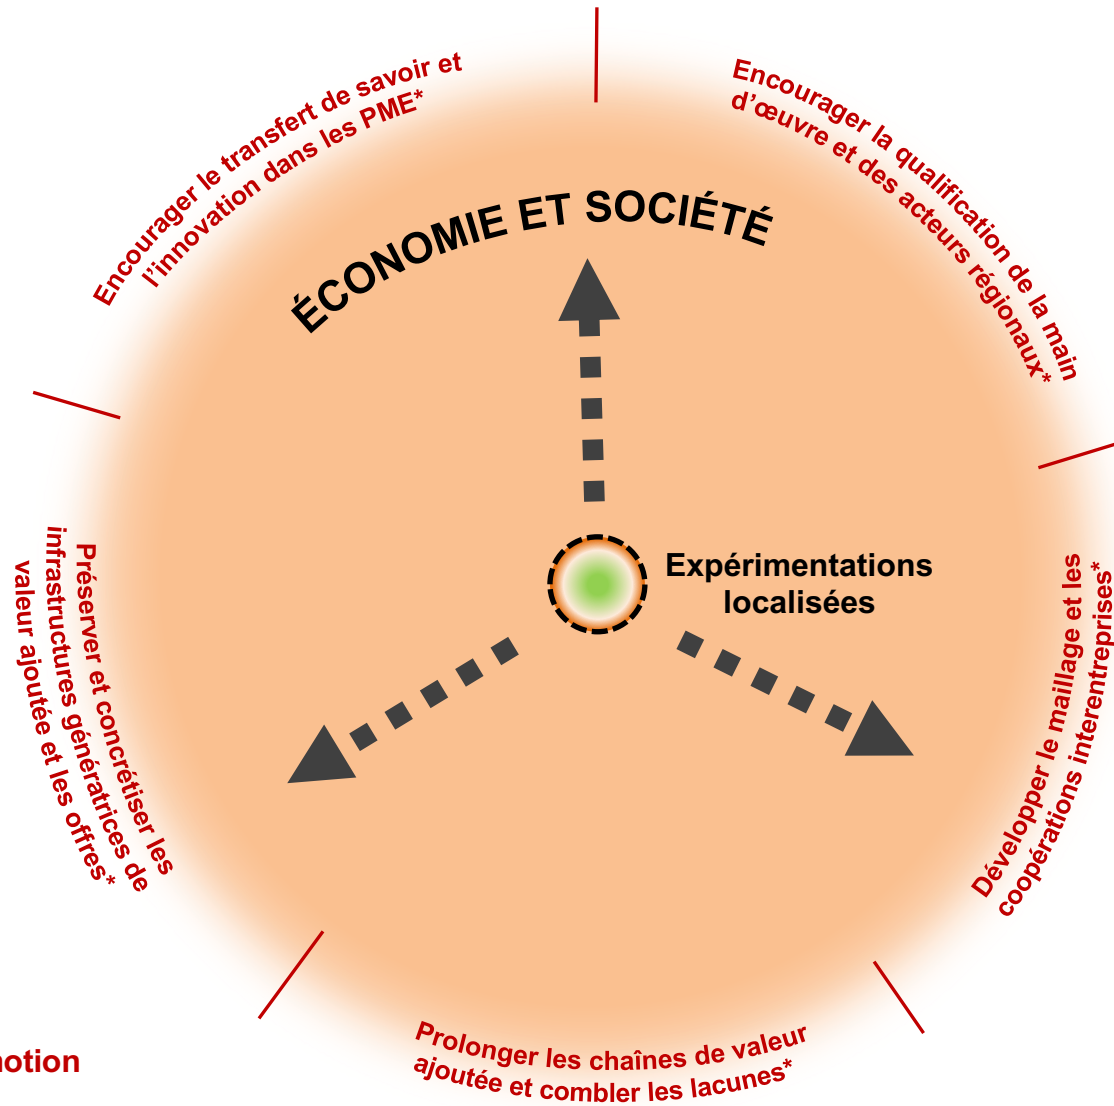 Encourager le transfert de savoir et
l'innovation dans les PME*
Encourager la qualification de la main
d'œuvre et des acteurs régionaux*
ÉCONOMIE ET SOCIÉTÉ
Expérimentations
localisées
Préserver et concrétiser les
infrastructures génératrices de
valeur ajoutée et les offres*
Développer le maillage et les
coopérations interentreprises*
Prolonger les chaînes de valeur
ajoutée et combler les lacunes*